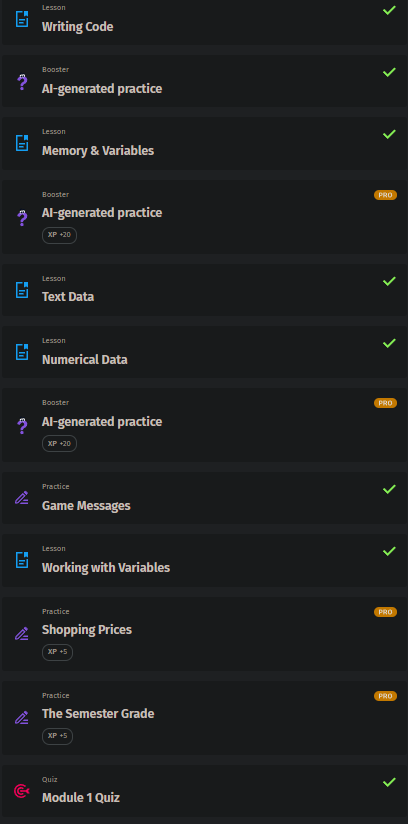 Lesson
Writing Code
Booster
AI-generated practice
Lesson
Memory & Variables
Booster
PRO
AI-generated practice
XP +20
Lesson
Text Data
Lesson
Numerical Data
Booster
PRO
AI-generated practice
XP +20
Practice
Game Messages
Lesson
Working with Variables
Practice
PRO
Shopping Prices
XP +5
Practice
PRO
The Semester Grade
XP +5
Quiz
Module 1 Quiz